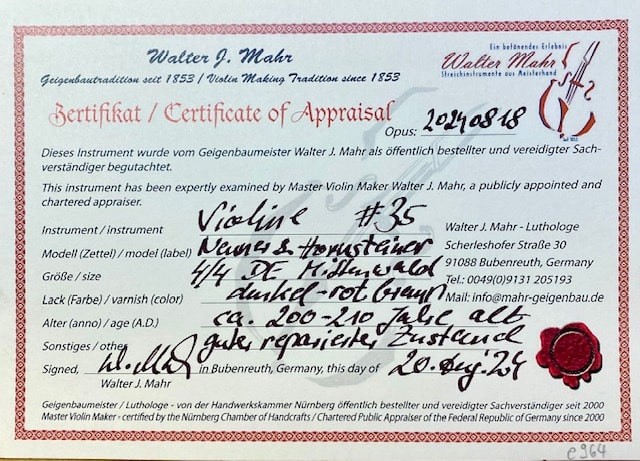 Walter J. Mahr
Geigenbautradition seit 1853 / Violin Making Tradition since 1853
Ein befönendes Erlebnis
Walter Mahr
Streichinstrumente aus Meisterhand
Zertifikat / Certificate of Appraisal
Opus: 20240818
Dieses Instrument wurde vom Geigenbaumeister Walter J. Mahr als öffentlich bestellter und vereidigter Sach-
verständiger begutachtet.
This instrument has been expertly examined by Master Violin Maker Walter J. Mahr, a publicly appointed and
chartered appraiser.
Instrument / instrument Violine #35
Modell (Zettel) / model (label) Neuner & Hornsteiner
Größe / size 4/4 DE Mittenwald
Lack (Farbe) / varnish (color) dunkel-rotbraun
Alter (anno) / age (A.D.) ca. 200-210 Jahre alt
Sonstiges / other guter reparierter Zustand
Walter J. Mahr - Luthologe
Scherleshofer Straße 30
91088 Bubenreuth, Germany
Tel.: 0049(0)9131 205193
Mail: info@mahr-geigenbau.de
Signed, W. Mahr in Bubenreuth, Germany, this day of 20. Aug. 24
Walter J. Mahr
Geigenbaumeister / Luthologe - von der Handwerkskammer Nürnberg öffentlich bestellter und vereidigter Sachverständiger seit 2000
Master Violin Maker - certified by the Nürnberg Chamber of Handcrafts / Chartered Public Appraiser of the Federal Republic of Germany since 2000
e964